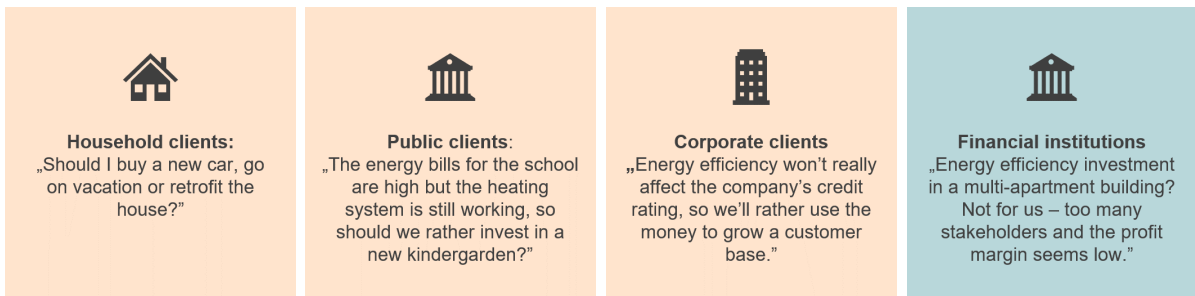 Household clients:
„Should I buy a new car, go
on vacation or retrofit the
house?”
Public clients:
„The energy bills for the school
are high but the heating
system is still working, so
should we rather invest in a
new kindergarden?”
Corporate clients
„Energy efficiency won’t really
affect the company’s credit
rating, so we’ll rather use the
money to grow a customer
base.”
Financial institutions
„Energy efficiency investment
in a multi-apartment building?
Not for us – too many
stakeholders and the profit
margin seems low.”